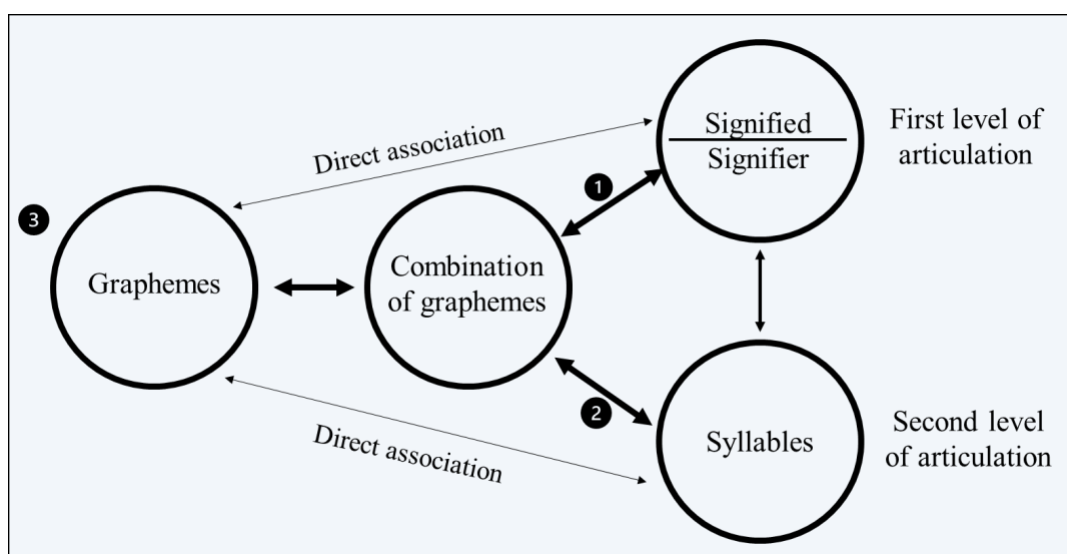 Direct association
Signified
Signifier
First level of
articulation
1
3
Graphemes
Combination
of graphemes
2
Direct association
Syllables
Second level
of articulation